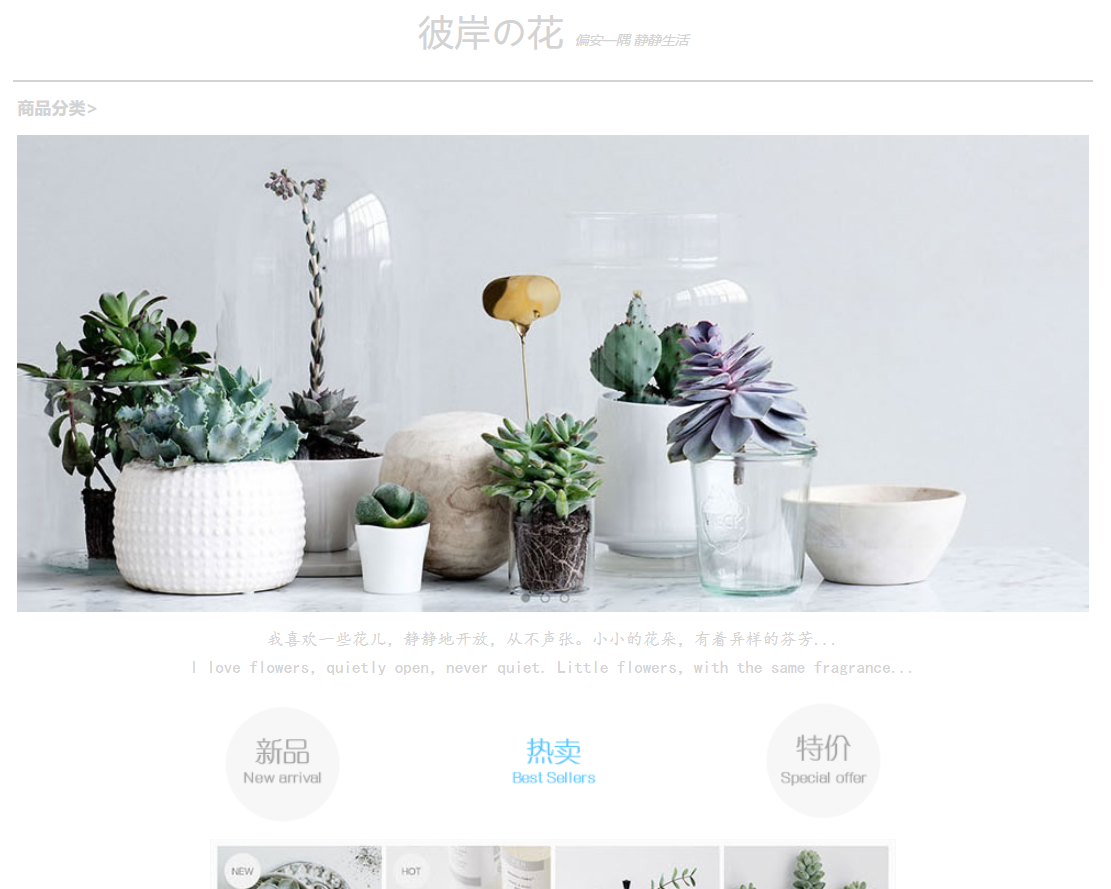 彼岸の花 偏安一隅 静静生活
商品分类>
我喜欢一些花儿，静静地开放，从不声张。小小的花朵，有着异样的芬芳...
I love flowers, quietly open, never quiet. Little flowers, with the same fragrance...
新品 热卖 特价
New arrival Best Sellers Special offer
NEW HOT